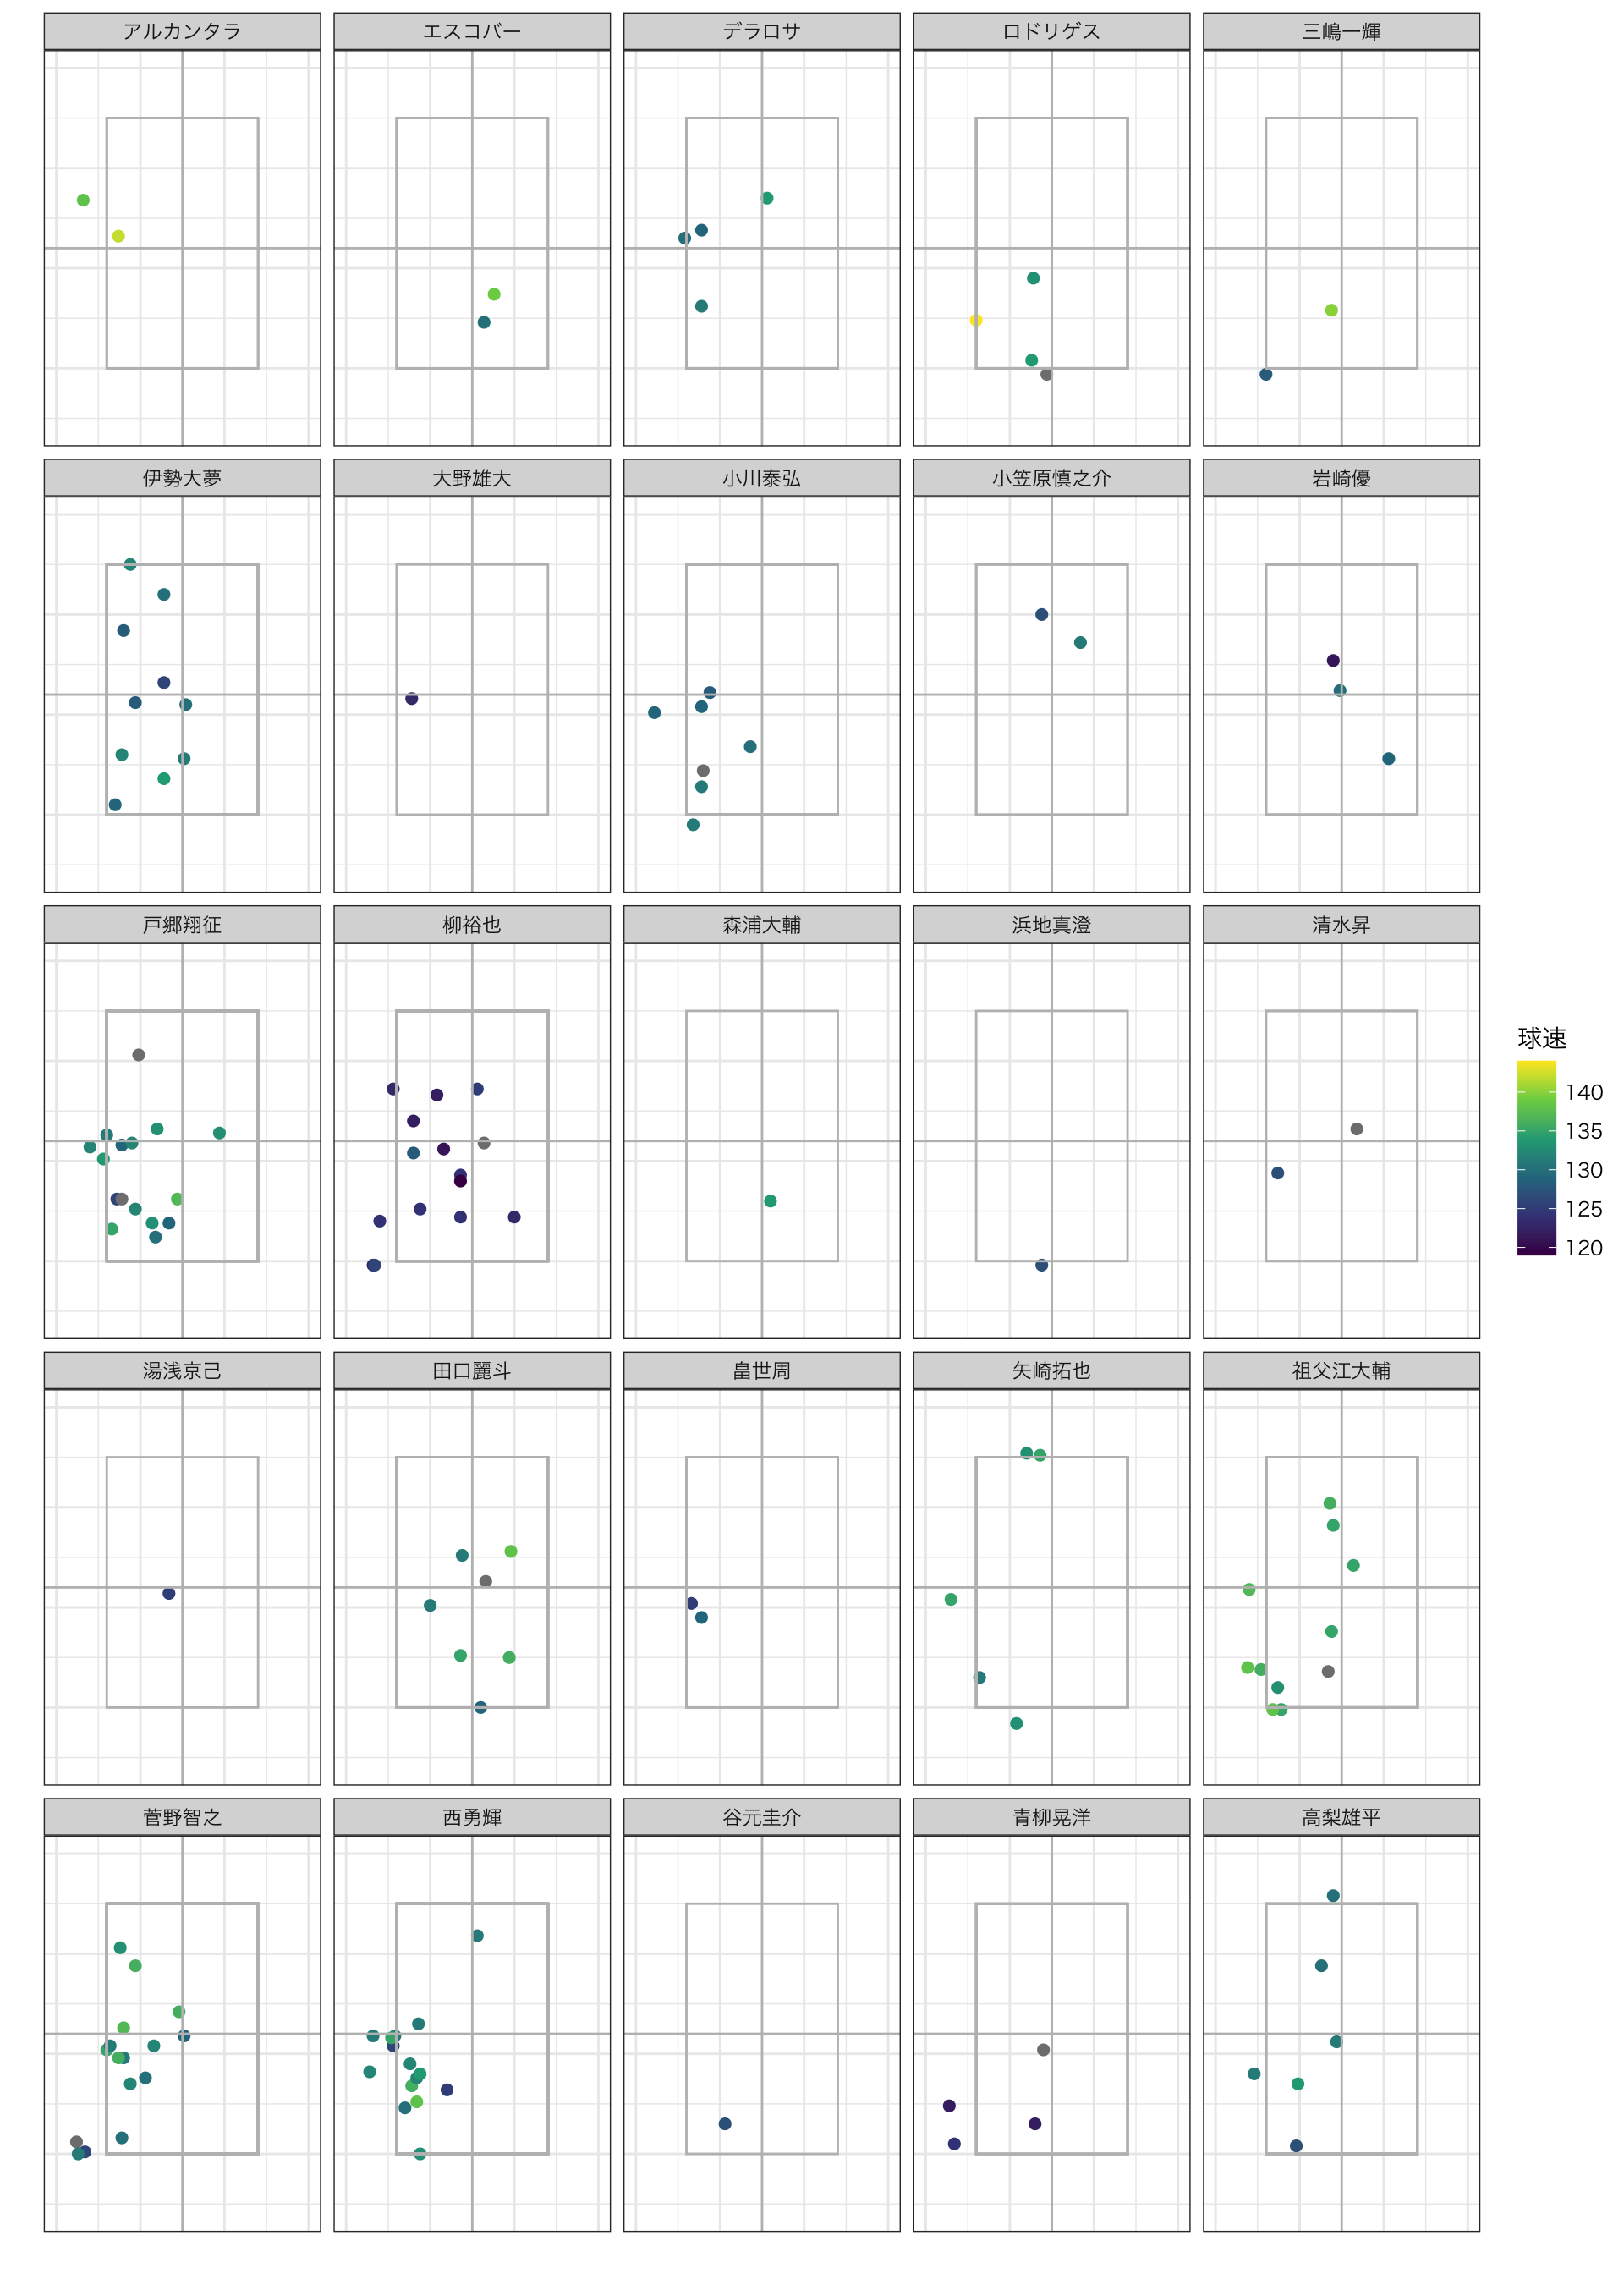 アルカンタラ
エスコバー
デラロサ
ロドリゲス
三嶋一輝
伊勢大夢
大野雄大
小川泰弘
小笠原慎之介
岩崎優
戸郷翔征
柳裕也
森浦大輔
浜地真澄
清水昇
球速
140
135
130
125
120
湯浅京己
田口麗斗
畠世周
矢崎拓也
祖父江大輔
菅野智之
西勇輝
谷元圭介
青柳晃洋
高梨雄平